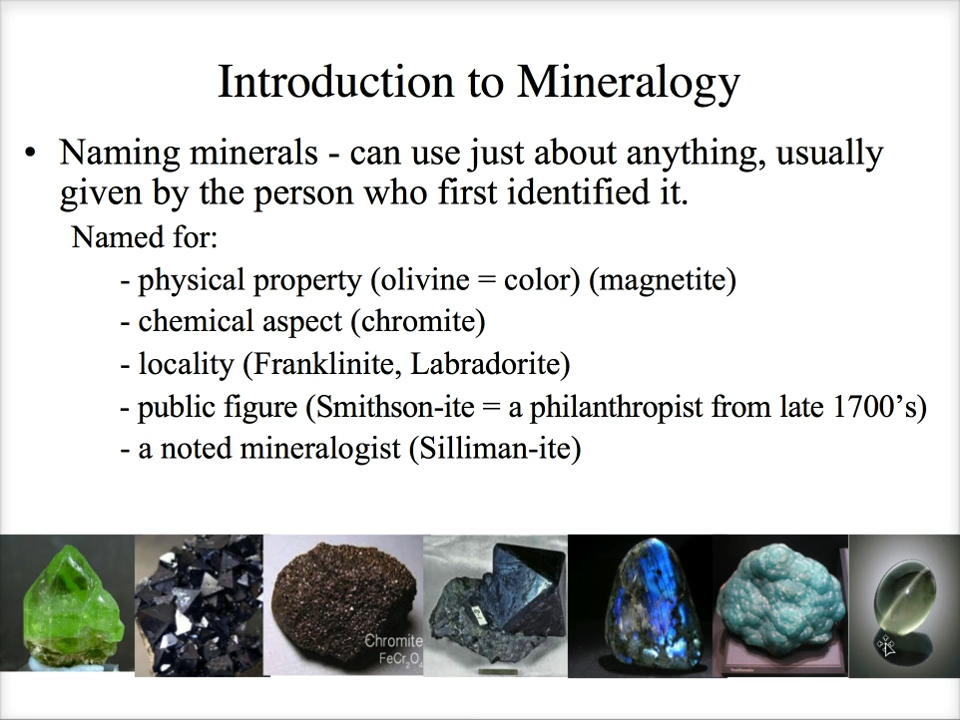 Introduction to Mineralogy
• Naming minerals - can use just about anything, usually
given by the person who first identified it.
Named for:
- physical property (olivine = color) (magnetite)
- chemical aspect (chromite)
- locality (Franklinite, Labradorite)
- public figure (Smithson-ite = a philanthropist from late 1700’s)
- a noted mineralogist (Silliman-ite)
Chromite
FeCr₂O₄